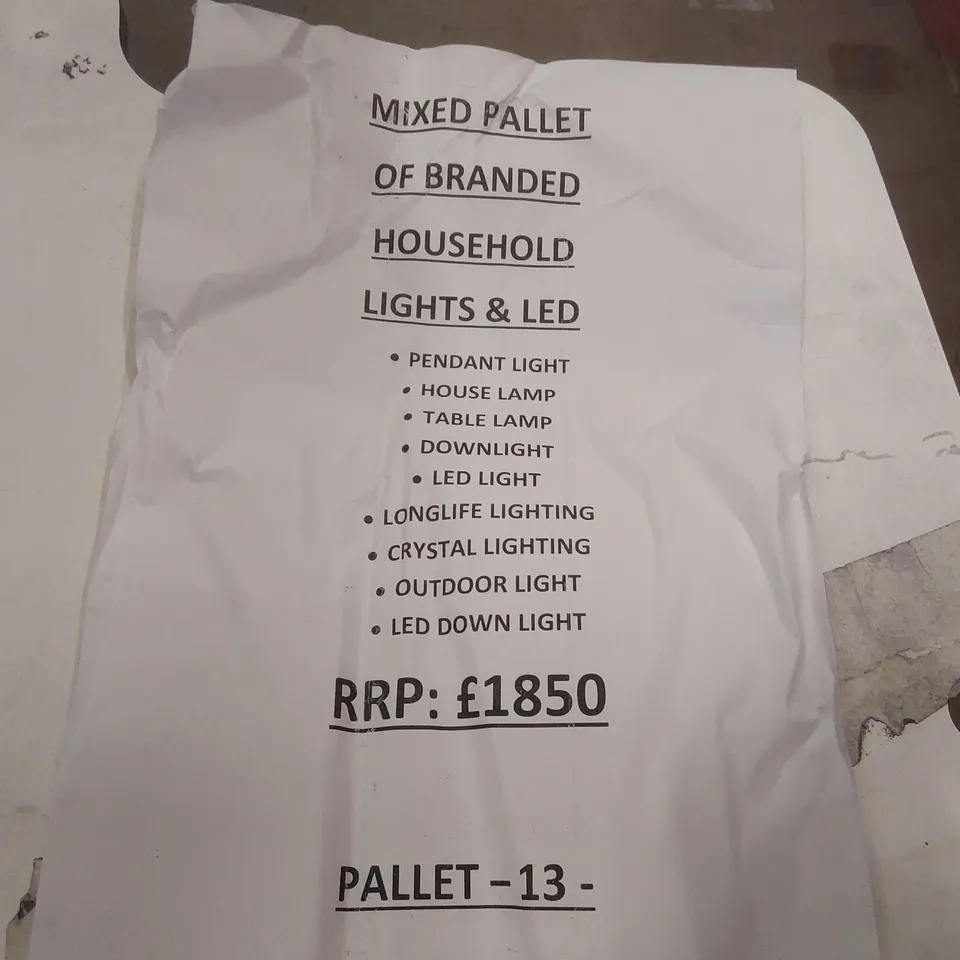 MIXED PALLET
OF BRANDED
HOUSEHOLD
LIGHTS & LED
• PENDANT LIGHT
• HOUSE LAMP
• TABLE LAMP
• DOWNLIGHT
• LED LIGHT
• LONGLIFE LIGHTING
• CRYSTAL LIGHTING
• OUTDOOR LIGHT
• LED DOWN LIGHT
RRP: £1850
PALLET – 13 -